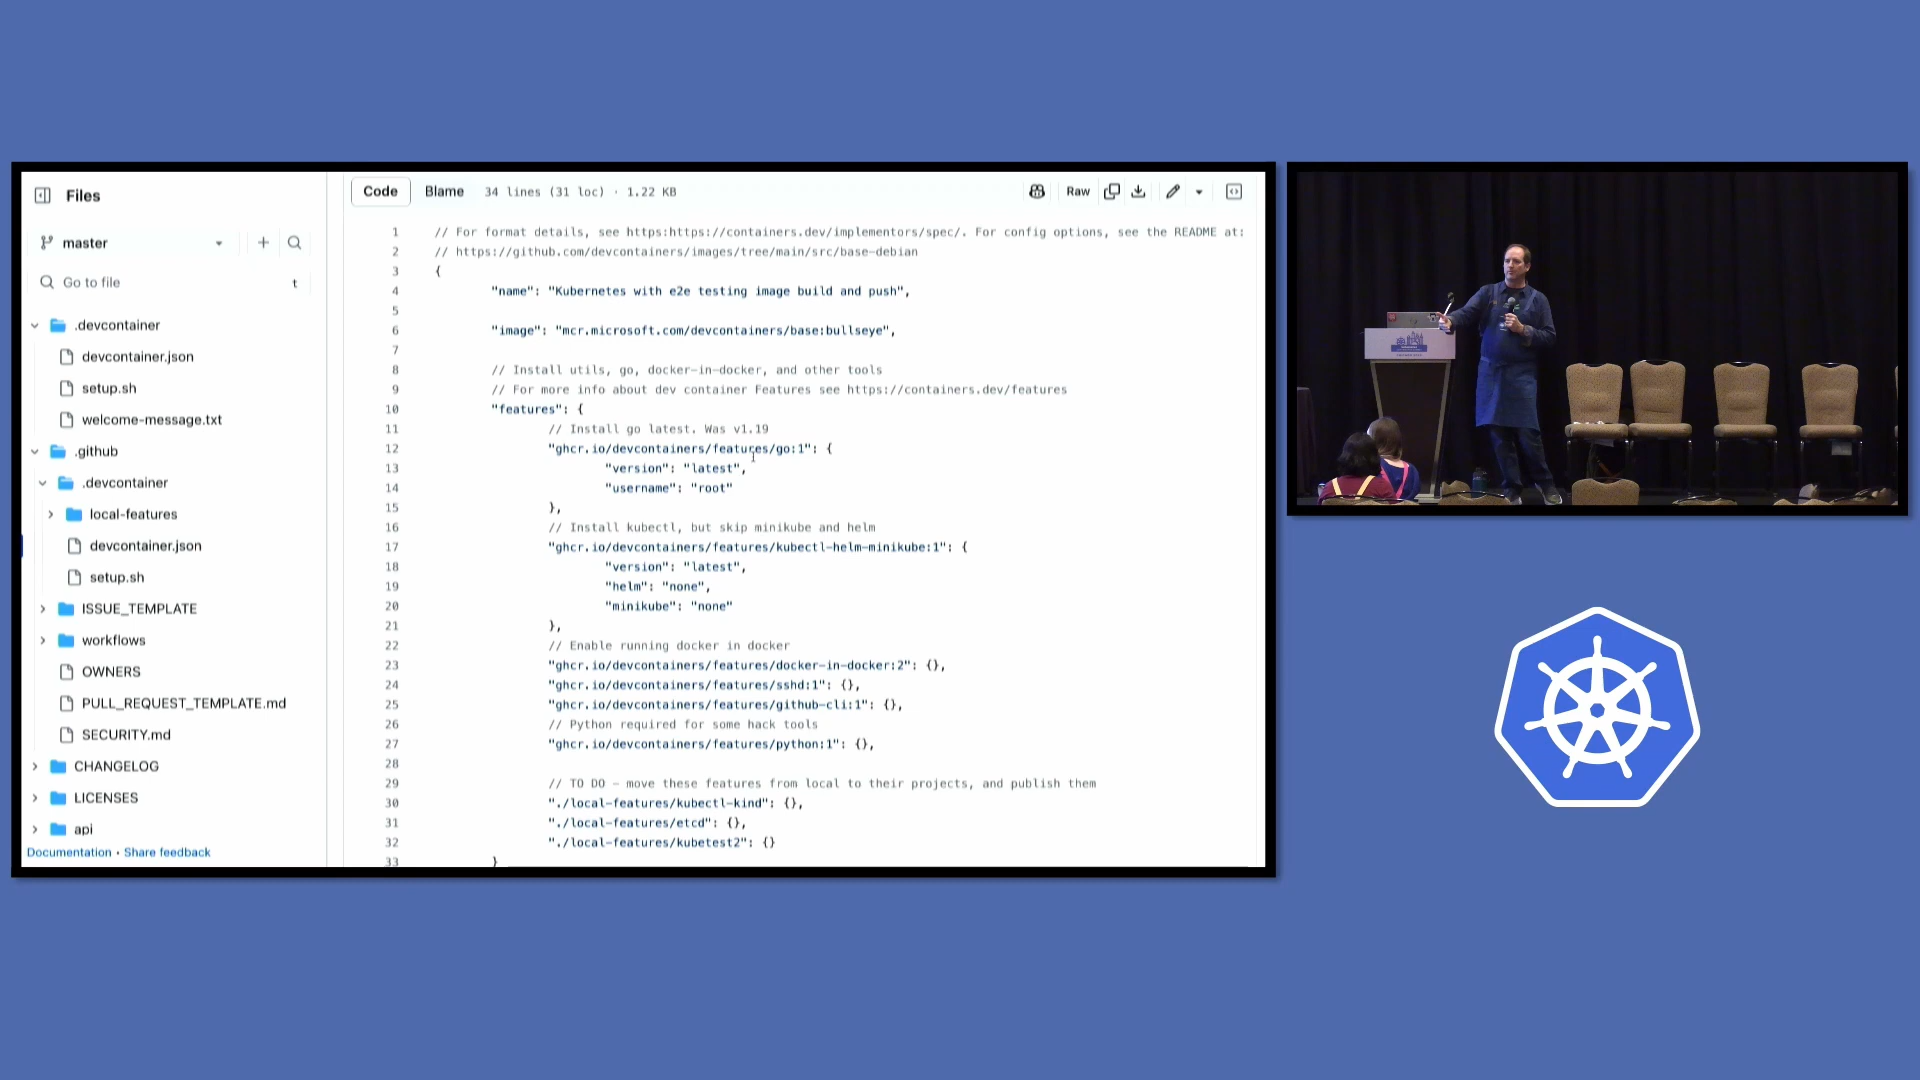 Files
master
Go to file
t
.devcontainer
devcontainer.json
setup.sh
welcome-message.txt
.github
.devcontainer
local-features
devcontainer.json
setup.sh
ISSUE_TEMPLATE
workflows
OWNERS
PULL_REQUEST_TEMPLATE.md
SECURITY.md
CHANGELOG
LICENSES
api
Documentation • Share feedback
Code Blame 34 lines (31 loc) · 1.22 KB Raw
1 // For format details, see https:https://containers.dev/implementors/spec/. For config options, see the README at:
2 // https://github.com/devcontainers/images/tree/main/src/base-debian
3 {
4 "name": "Kubernetes with e2e testing image build and push",
5
6 "image": "mcr.microsoft.com/devcontainers/base:bullseye",
7
8 // Install utils, go, docker-in-docker, and other tools
9 // For more info about dev container Features see https://containers.dev/features
10 "features": {
11 // Install go latest. Was v1.19
12 "ghcr.io/devcontainers/features/go:1": {
13 "version": "latest",
14 "username": "root"
15 },
16 // Install kubectl, but skip minikube and helm
17 "ghcr.io/devcontainers/features/kubectl-helm-minikube:1": {
18 "version": "latest",
19 "helm": "none",
20 "minikube": "none"
21 },
22 // Enable running docker in docker
23 "ghcr.io/devcontainers/features/docker-in-docker:2": {},
24 "ghcr.io/devcontainers/features/sshd:1": {},
25 "ghcr.io/devcontainers/features/github-cli:1": {},
26 // Python required for some hack tools
27 "ghcr.io/devcontainers/features/python:1": {},
28
29 // TO DO - move these features from local to their projects, and publish them
30 "./local-features/kubectl-kind": {},
31 "./local-features/etcd": {},
32 "./local-features/kubetest2": {}
33 }